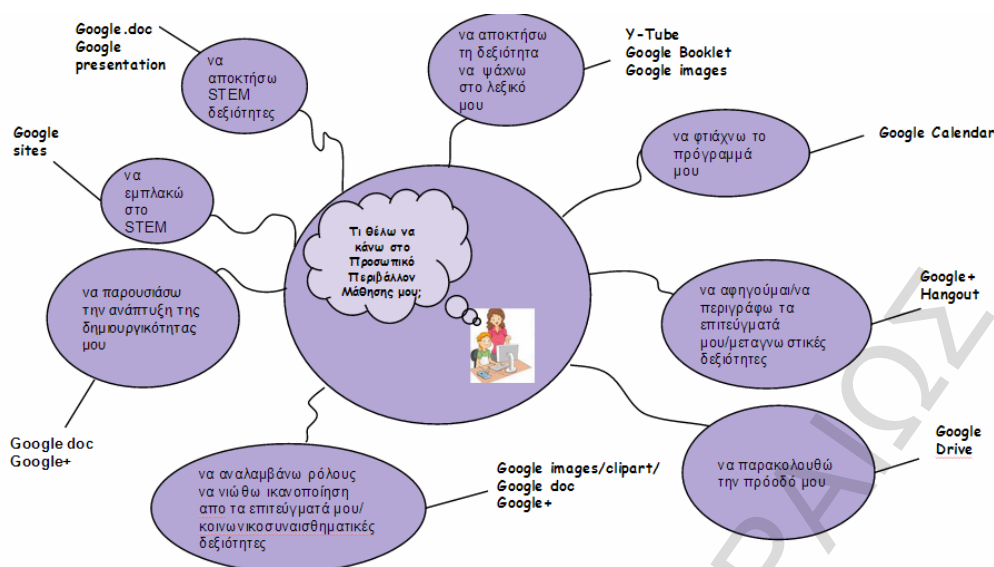 Google.doc
Google
presentation
να
αποκτήσω
STEM
δεξιότητες
να αποκτήσω
τη δεξιότητα
να ψάχνω
στο λεξικό
μου
Y-Tube
Google Booklet
Google images
Google
sites
να
εμπλακώ
στο
STEM
να φτιάχνω το
πρόγραμμά
μου
Google Calendar
Τι θέλω να
κάνω στο
Προσωπικό
Περιβάλλον
Μάθησης μου;
να παρουσιάσω
την ανάπτυξη της
δημιουργικότητας
μου
Google doc
Google+
να αφηγούμαι/να
περιγράφω τα
επιτεύγματά
μου/μεταγνω στικές
δεξιότητες
Google+
Hangout
να αναλαμβάνω ρόλους
να νιώθω ικανοποίηση
απο τα επιτεύγματά μου/
κοινωνικοσυναισθηματικές
δεξιότητες
Google images/clipart/
Google doc
Google+
να παρακολουθώ
την πρόοδό μου
Google
Drive
ΡΑΙΩΣ